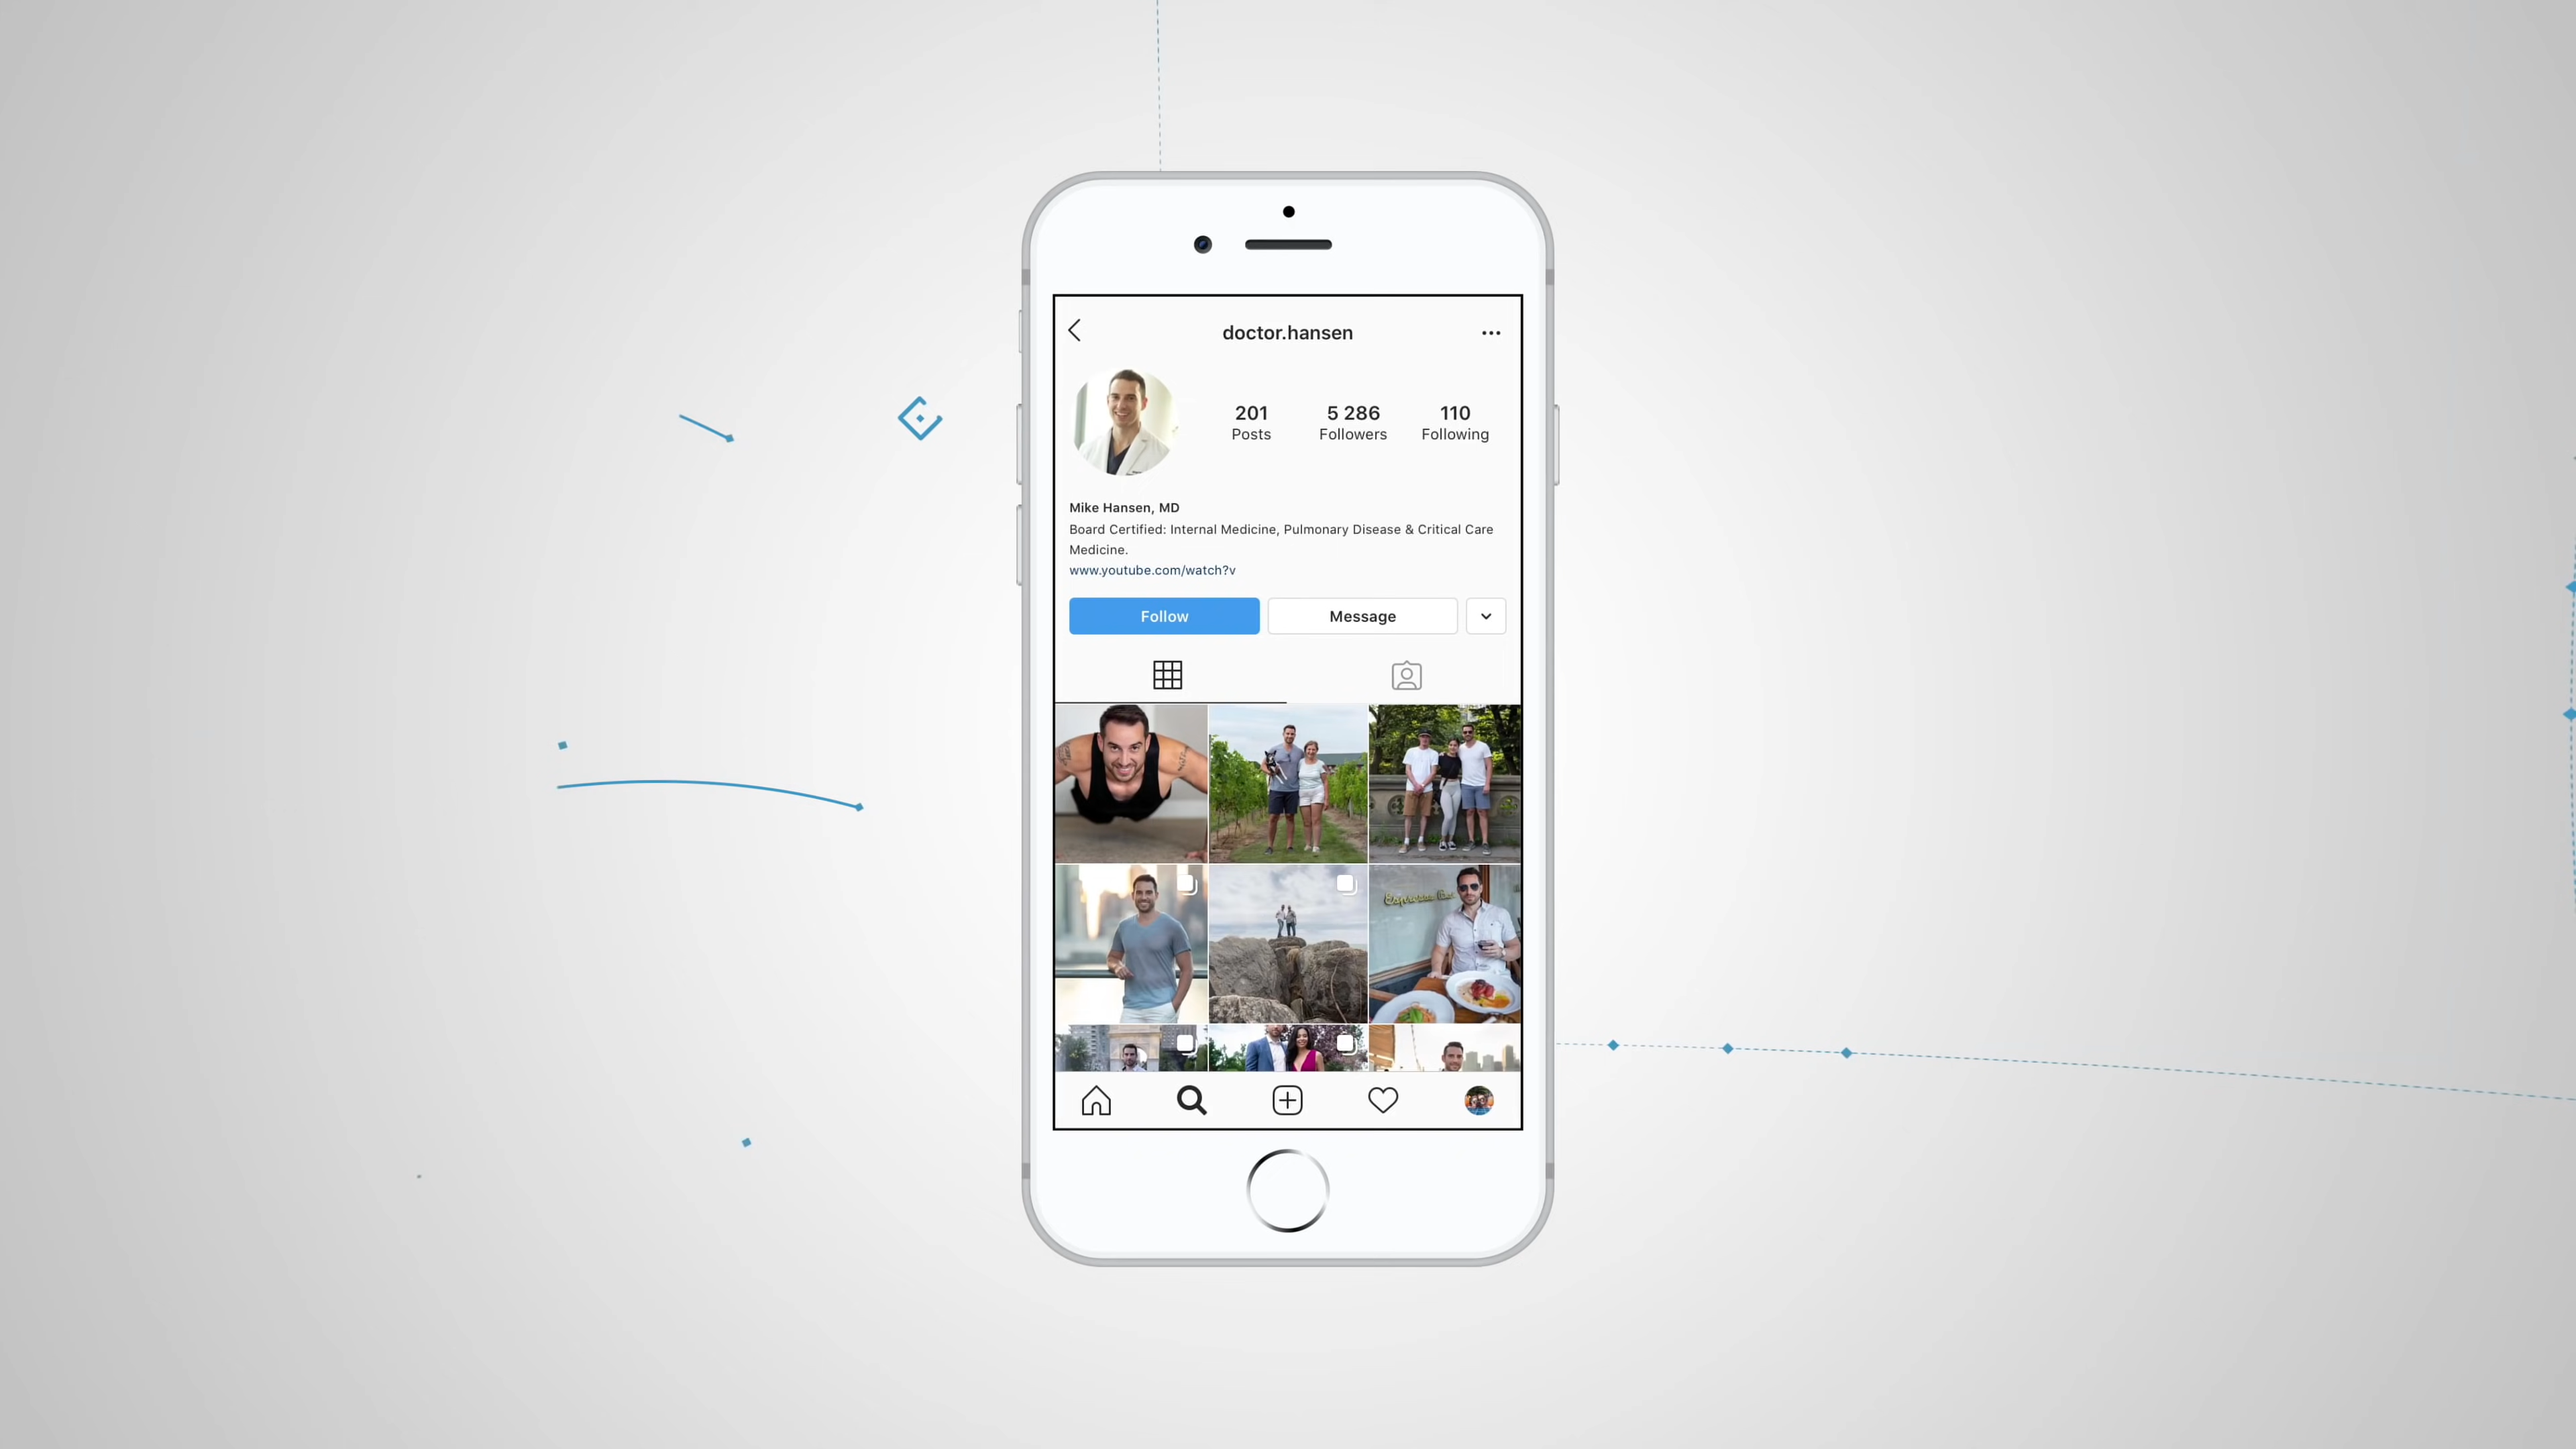 doctor.hansen
201
Posts
5 286
Followers
110
Following
Mike Hansen, MD
Board Certified: Internal Medicine, Pulmonary Disease & Critical Care
Medicine.
www.youtube.com/watch?v
Follow
Message